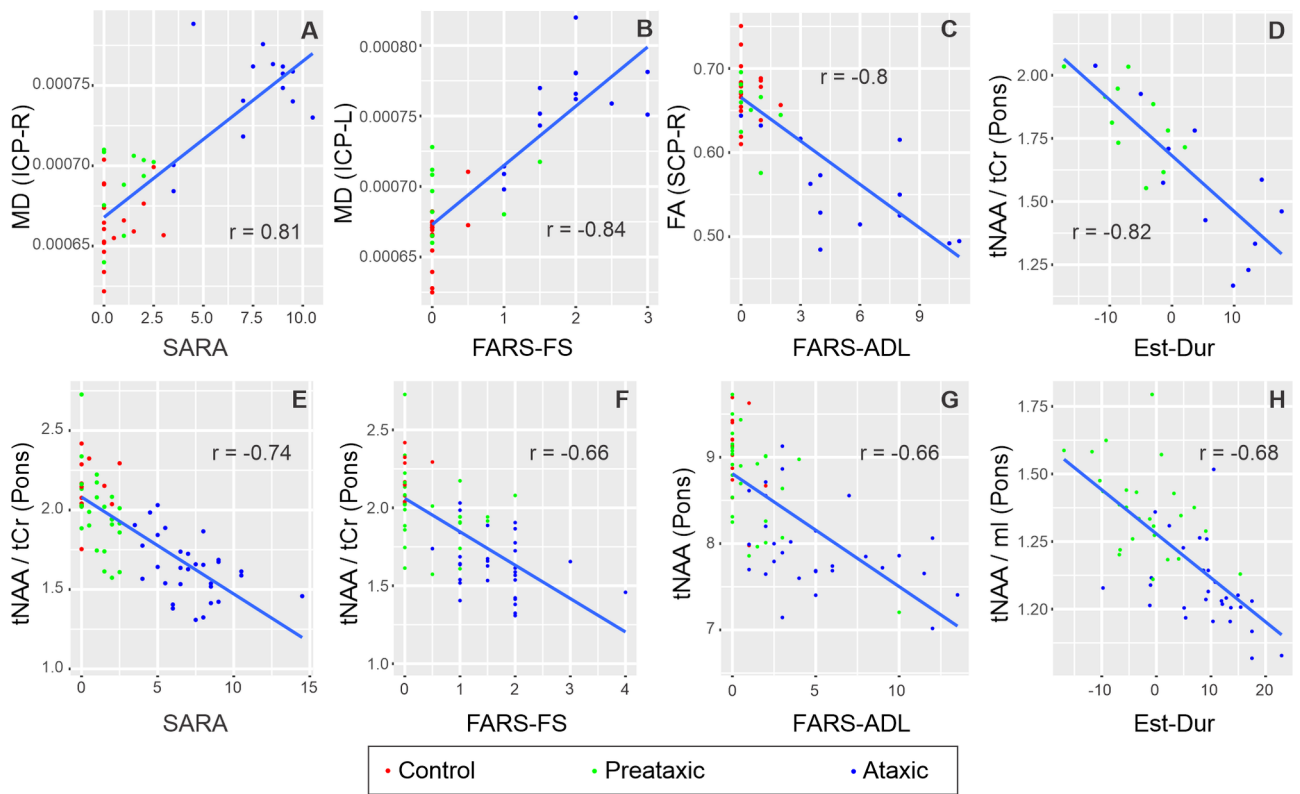 A
MD (ICP-R)
0.00075
0.00070
0.00065
r = 0.81
0.0 2.5 5.0 7.5 10.0
SARA
B
MD (ICP-L)
0.00080
0.00075
0.00070
0.00065
r = -0.84
0 1 2 3
FARS-FS
C
FA (SCP-R)
0.70
0.60
0.50
r = -0.8
0 3 6 9
FARS-ADL
D
tNAA / tCr (Pons)
2.00
1.75
1.50
1.25
r = -0.82
-10 0 10
Est-Dur
E
tNAA / tCr (Pons)
2.5
2.0
1.5
1.0
r = -0.74
0 5 10 15
SARA
F
tNAA / tCr (Pons)
2.5
2.0
1.5
1.0
r = -0.66
0 1 2 3 4
FARS-FS
G
tNAA (Pons)
9
8
7
r = -0.66
0 5 10
FARS-ADL
H
tNAA / mI (Pons)
1.75
1.50
1.25
1.20
r = -0.68
-10 0 10 20
Est-Dur
Control Preataxic Ataxic